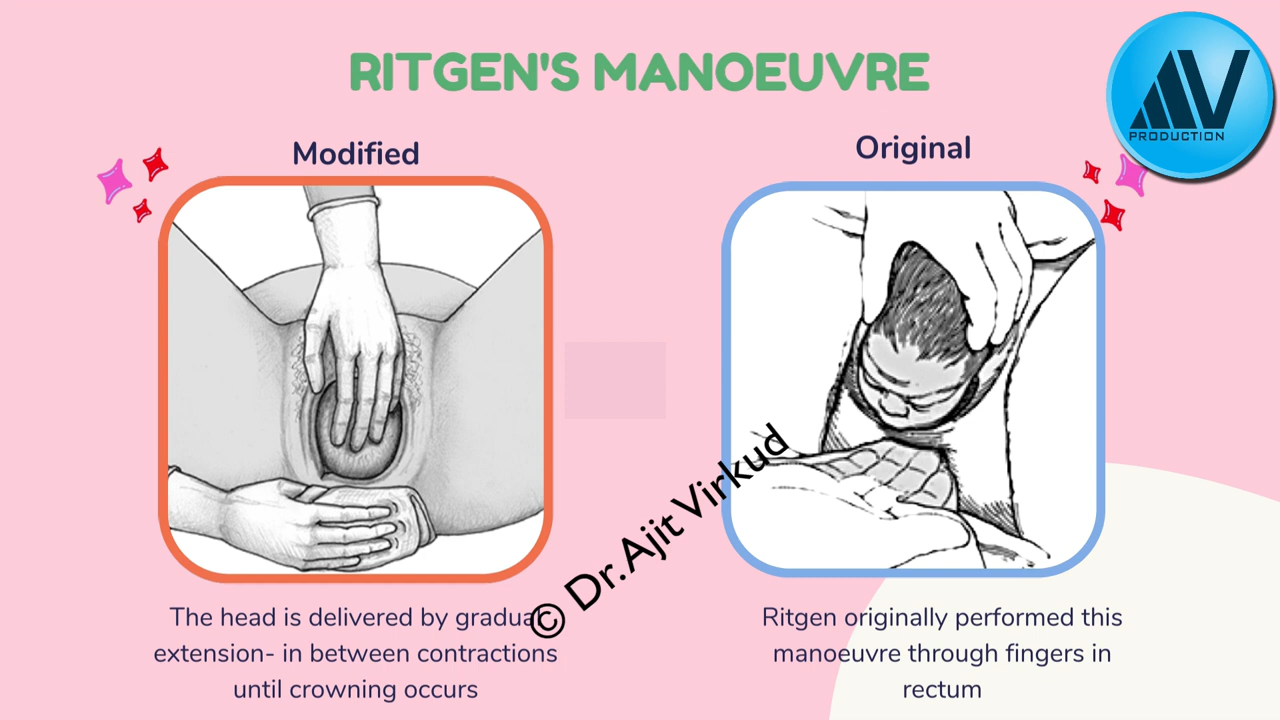 RITGEN'S MANOEUVRE
AV
PRODUCTION
Modified
Original
The head is delivered by gradual
extension- in between contractions
until crowning occurs
Ritgen originally performed this
manoeuvre through fingers in
rectum
© Dr.Ajit Virkud